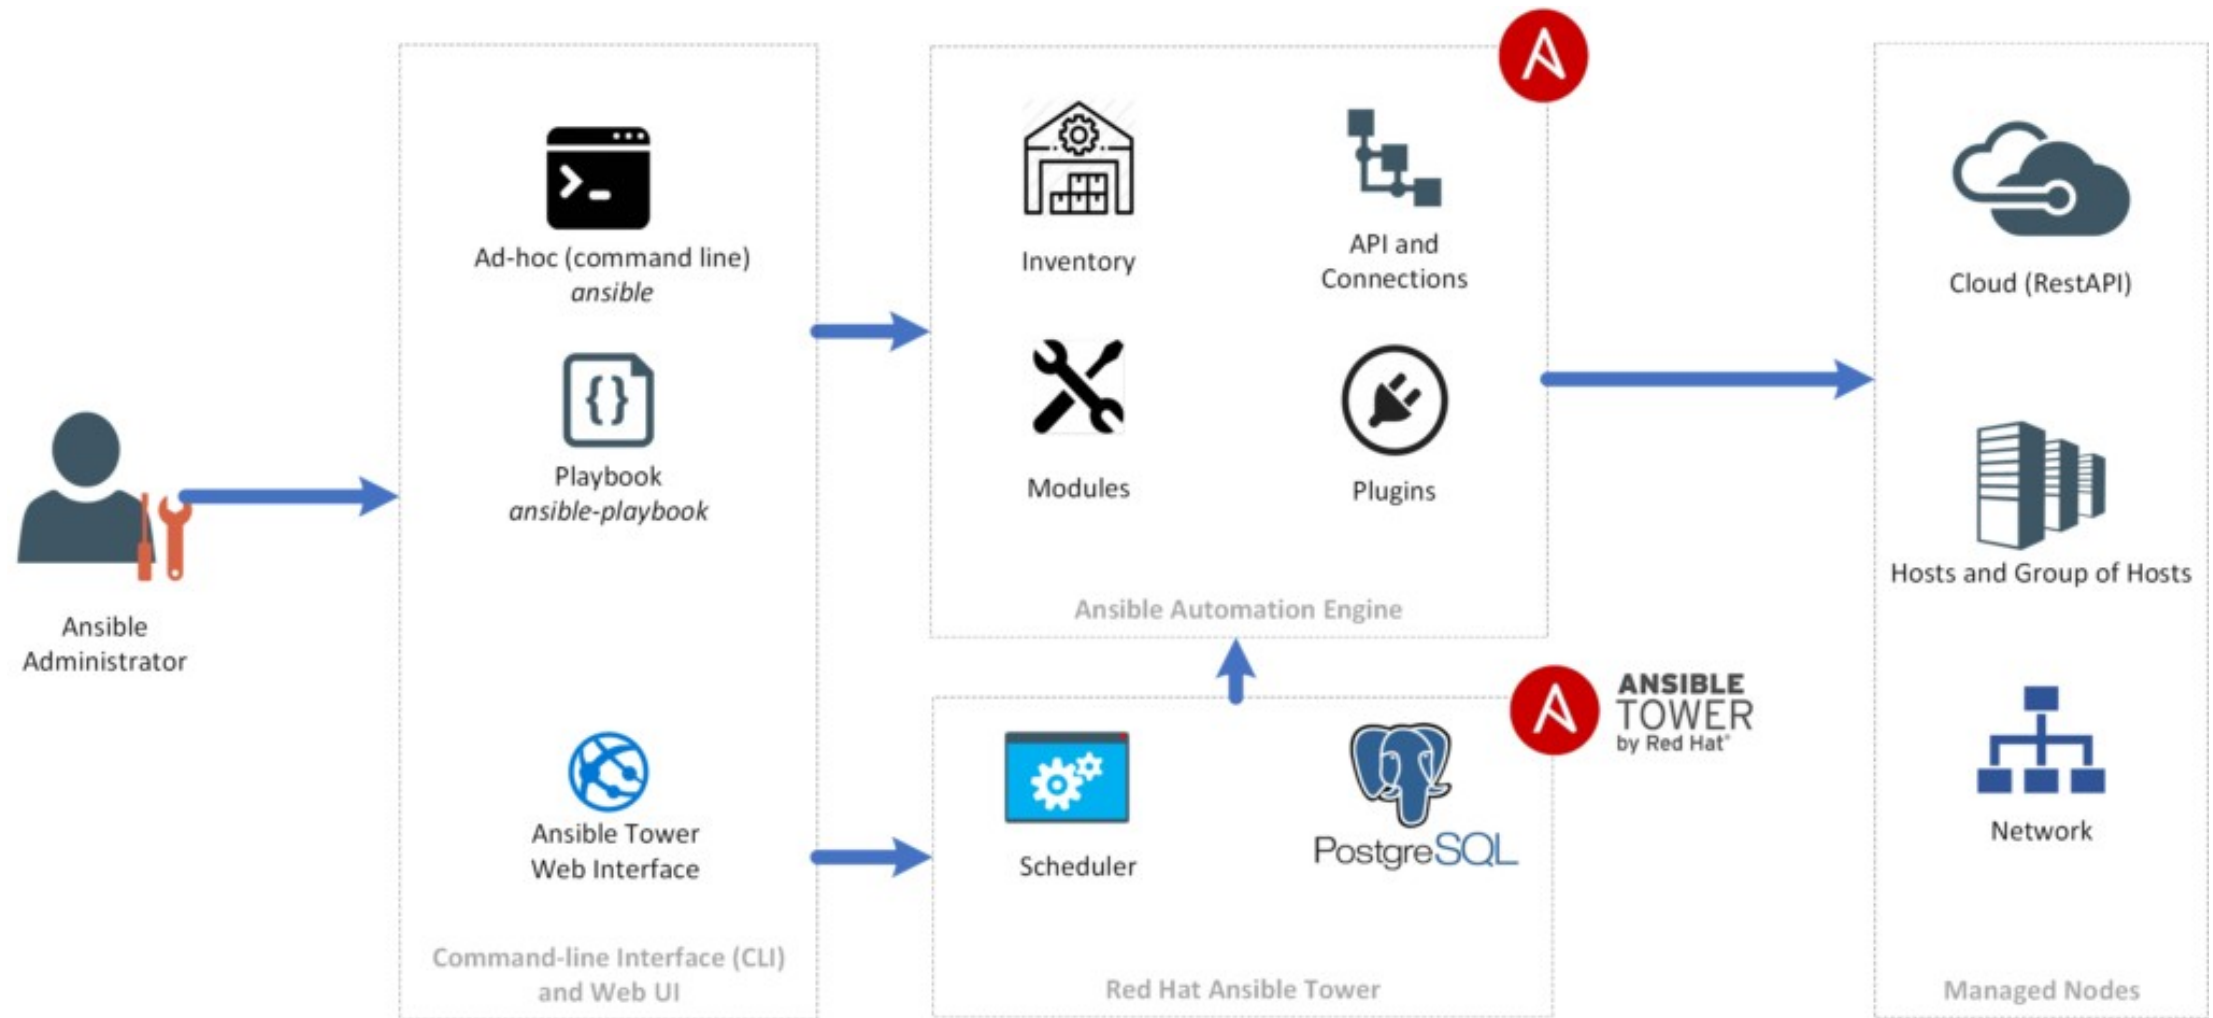 Ansible
Administrator
Ad-hoc (command line)
ansible
Playbook
ansible-playbook
Ansible Tower
Web Interface
Command-line Interface (CLI)
and Web UI
Inventory
API and
Connections
Modules
Plugins
Ansible Automation Engine
ANSIBLE
TOWER
by Red Hat®
Scheduler
PostgreSQL
Red Hat Ansible Tower
Cloud (RestAPI)
Hosts and Group of Hosts
Network
Managed Nodes